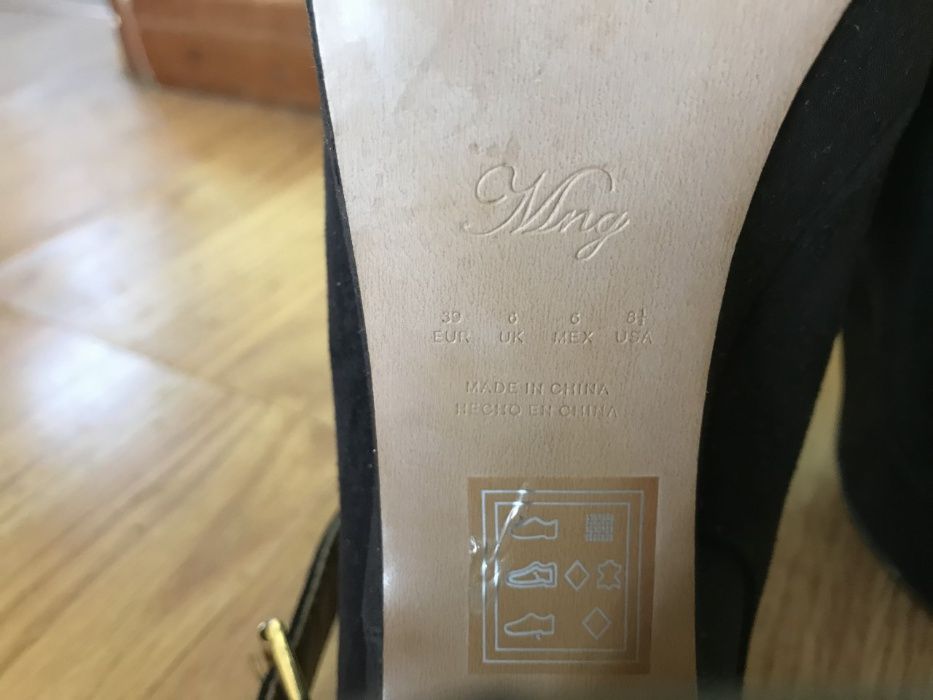 Mng
39 6 6 8½
EUR UK MEX USA
MADE IN CHINA
HECHO EN CHINA